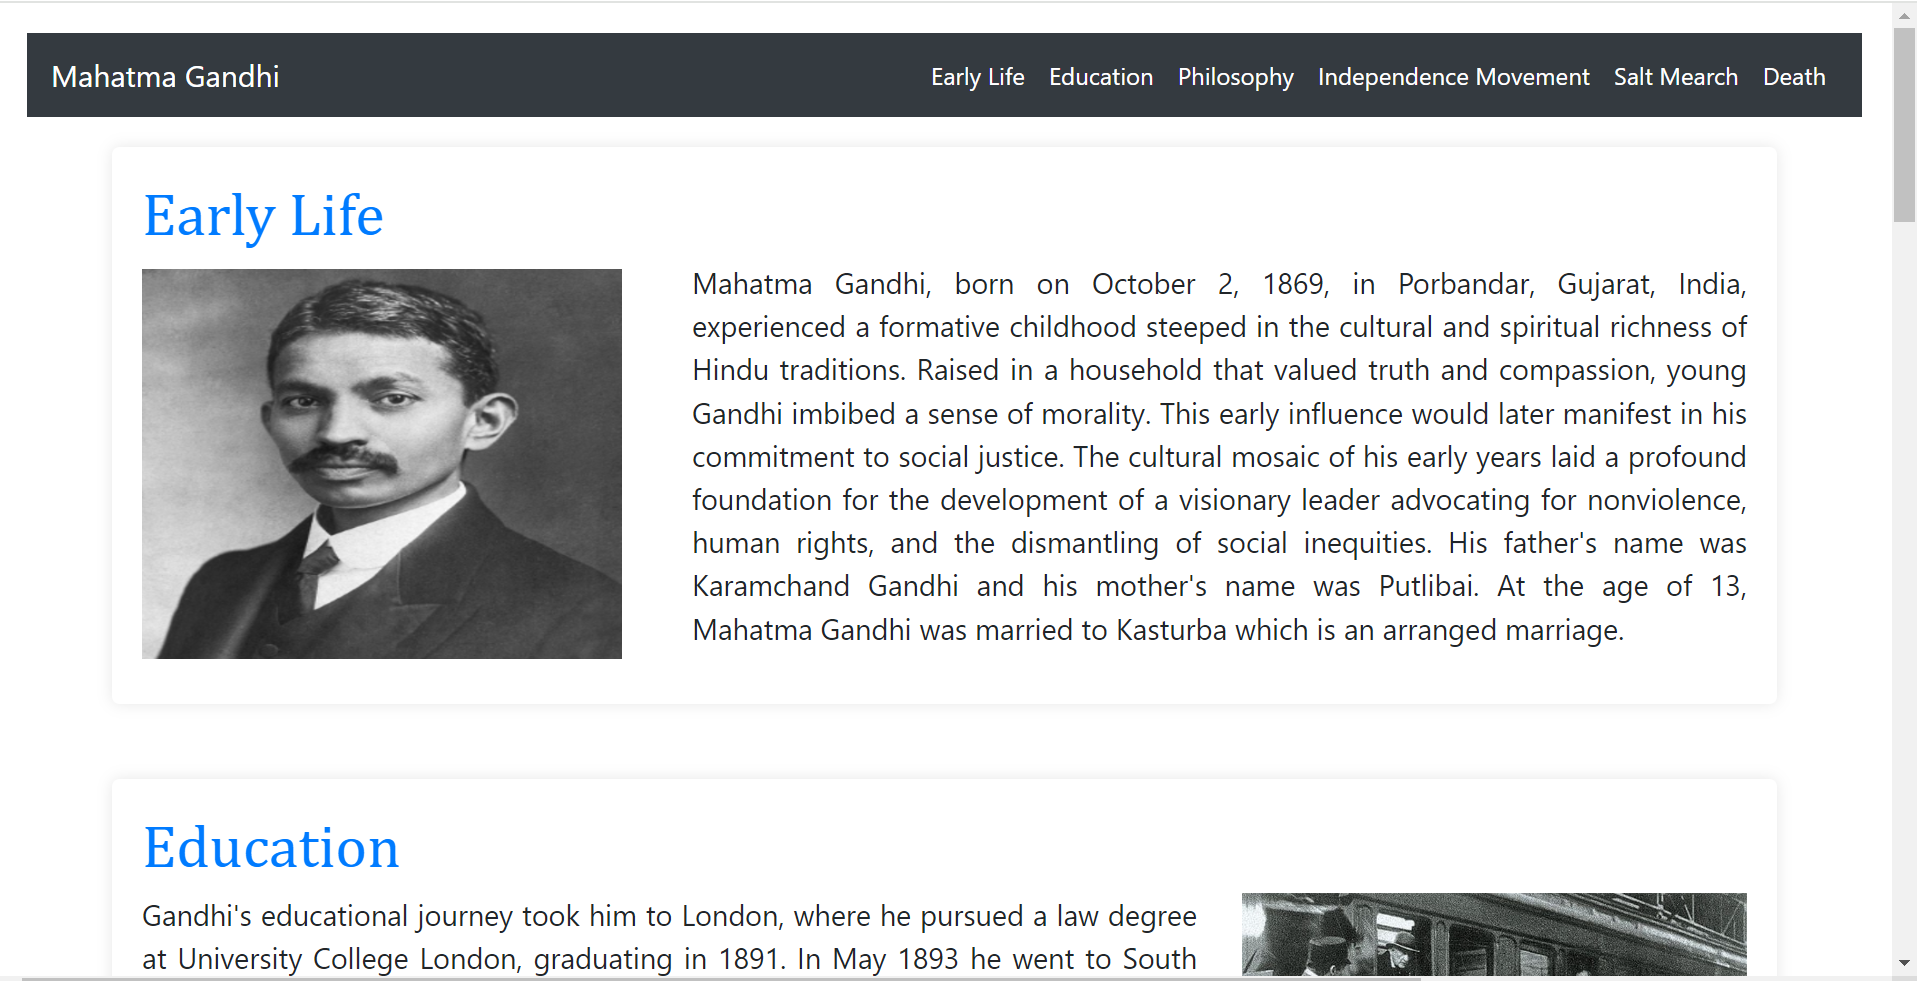 Mahatma Gandhi
Early Life Education Philosophy Independence Movement Salt Mearch Death
Early Life
Mahatma Gandhi, born on October 2, 1869, in Porbandar, Gujarat, India,
experienced a formative childhood steeped in the cultural and spiritual richness of
Hindu traditions. Raised in a household that valued truth and compassion, young
Gandhi imbibed a sense of morality. This early influence would later manifest in his
commitment to social justice. The cultural mosaic of his early years laid a profound
foundation for the development of a visionary leader advocating for nonviolence,
human rights, and the dismantling of social inequities. His father's name was
Karamchand Gandhi and his mother's name was Putlibai. At the age of 13,
Mahatma Gandhi was married to Kasturba which is an arranged marriage.
Education
Gandhi's educational journey took him to London, where he pursued a law degree
at University College London, graduating in 1891. In May 1893 he went to South